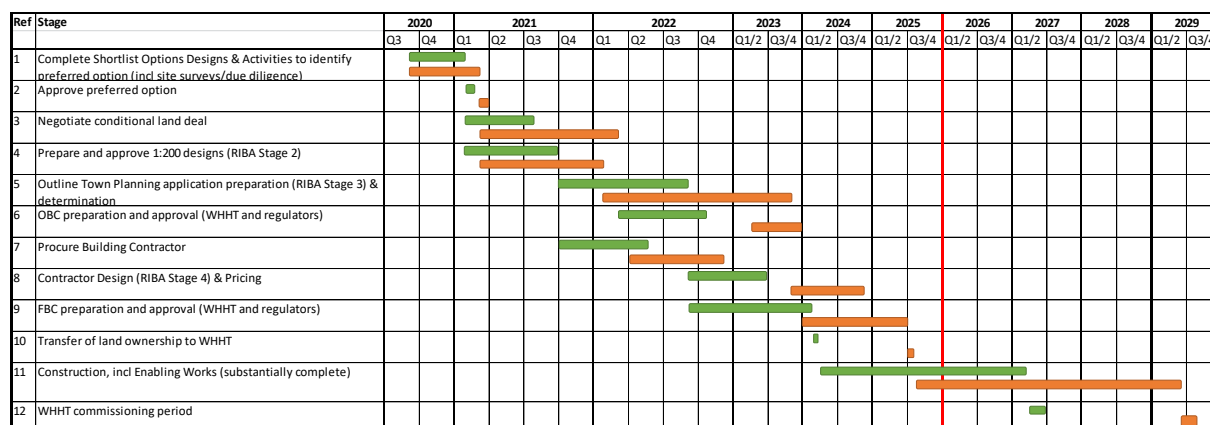 Ref Stage 2020 2021 2022 2023 2024 2025 2026 2027 2028 2029
Q3 Q4 Q1 Q2 Q3 Q4 Q1 Q2 Q3 Q4 Q1/2 Q3/4 Q1/2 Q3/4 Q1/2 Q3/4 Q1/2 Q3/4 Q1/2 Q3/4 Q1/2 Q3/4 Q1/2 Q3/4
1 Complete Shortlist Options Designs & Activities to identify
preferred option (incl site surveys/due diligence)
2 Approve preferred option
3 Negotiate conditional land deal
4 Prepare and approve 1:200 designs (RIBA Stage 2)
5 Outline Town Planning application preparation (RIBA Stage 3) &
determination
6 OBC preparation and approval (WHHT and regulators)
7 Procure Building Contractor
8 Contractor Design (RIBA Stage 4) & Pricing
9 FBC preparation and approval (WHHT and regulators)
10 Transfer of land ownership to WHHT
11 Construction, incl Enabling Works (substantially complete)
12 WHHT commissioning period